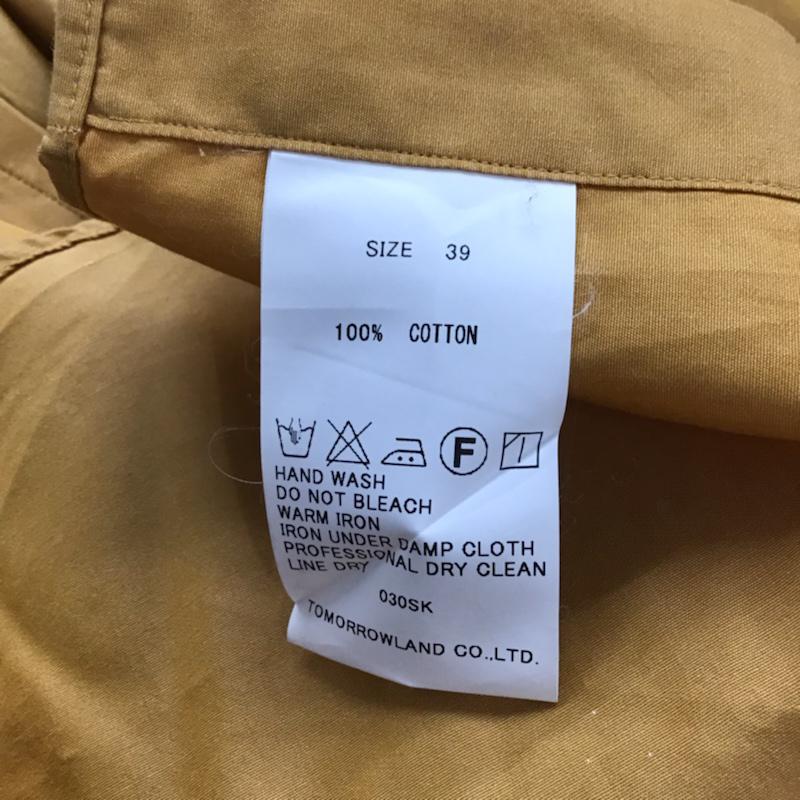 SIZE 39
100% COTTON
F
HAND WASH
DO NOT BLEACH
WARM IRON
IRON UNDER DAMP CLOTH
PROFESSIONAL DRY CLEAN
LINE DRY
030SK
TOMORROWLAND CO.,LTD.